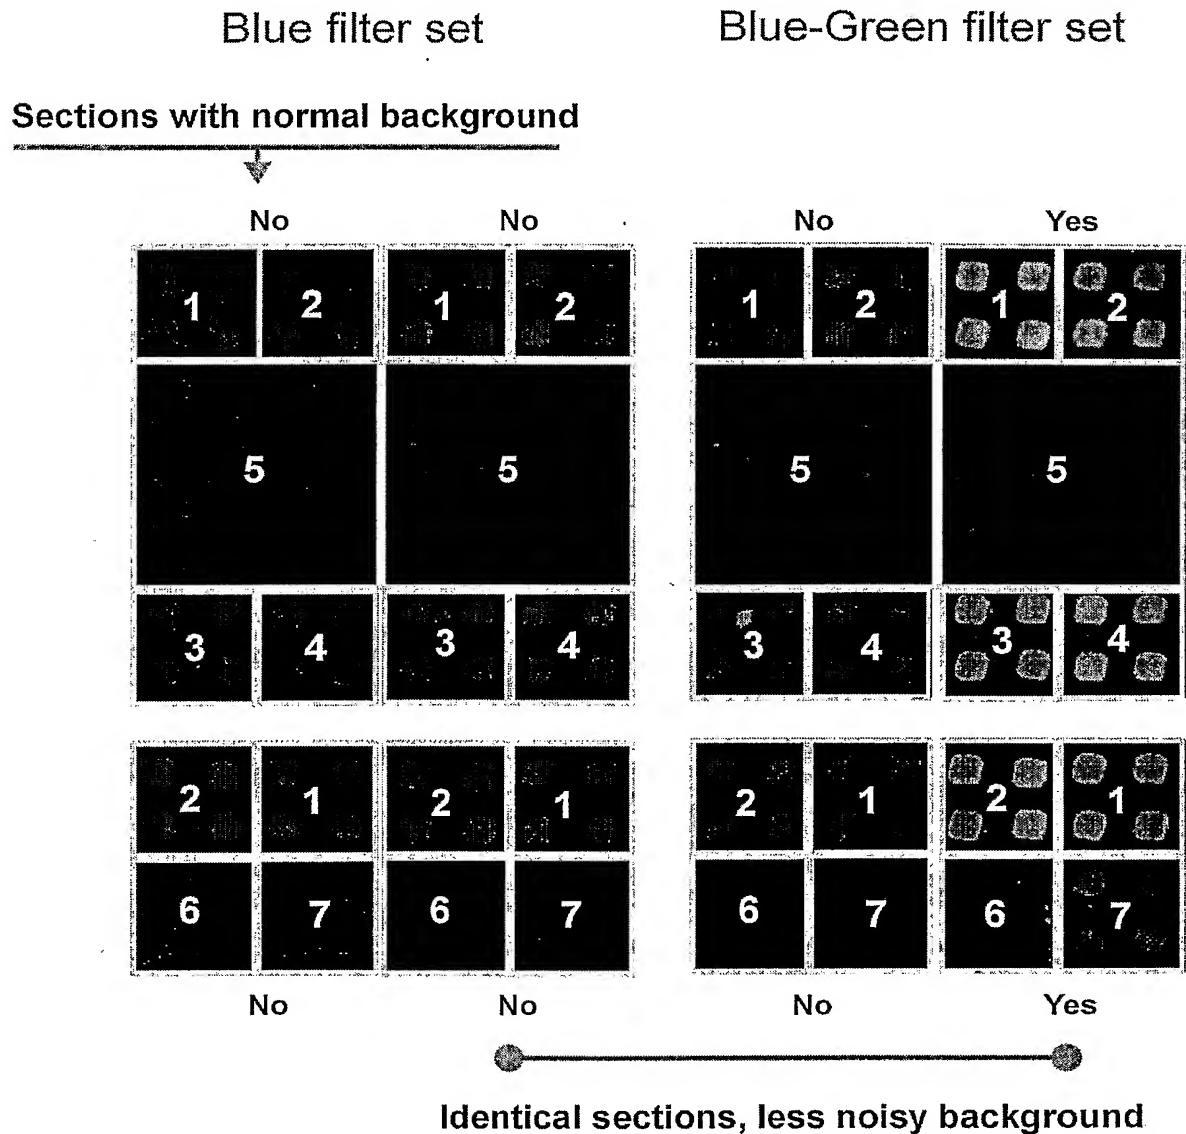 Blue filter set Blue-Green filter set
Sections with normal background
No No No Yes
1 2 1 2 1 2 1 2
5 5 5 5
3 4 3 4 3 4 3 4
2 1 2 1 2 1 2 1
6 7 6 7 6 7 6 7
No No No Yes
Identical sections, less noisy background